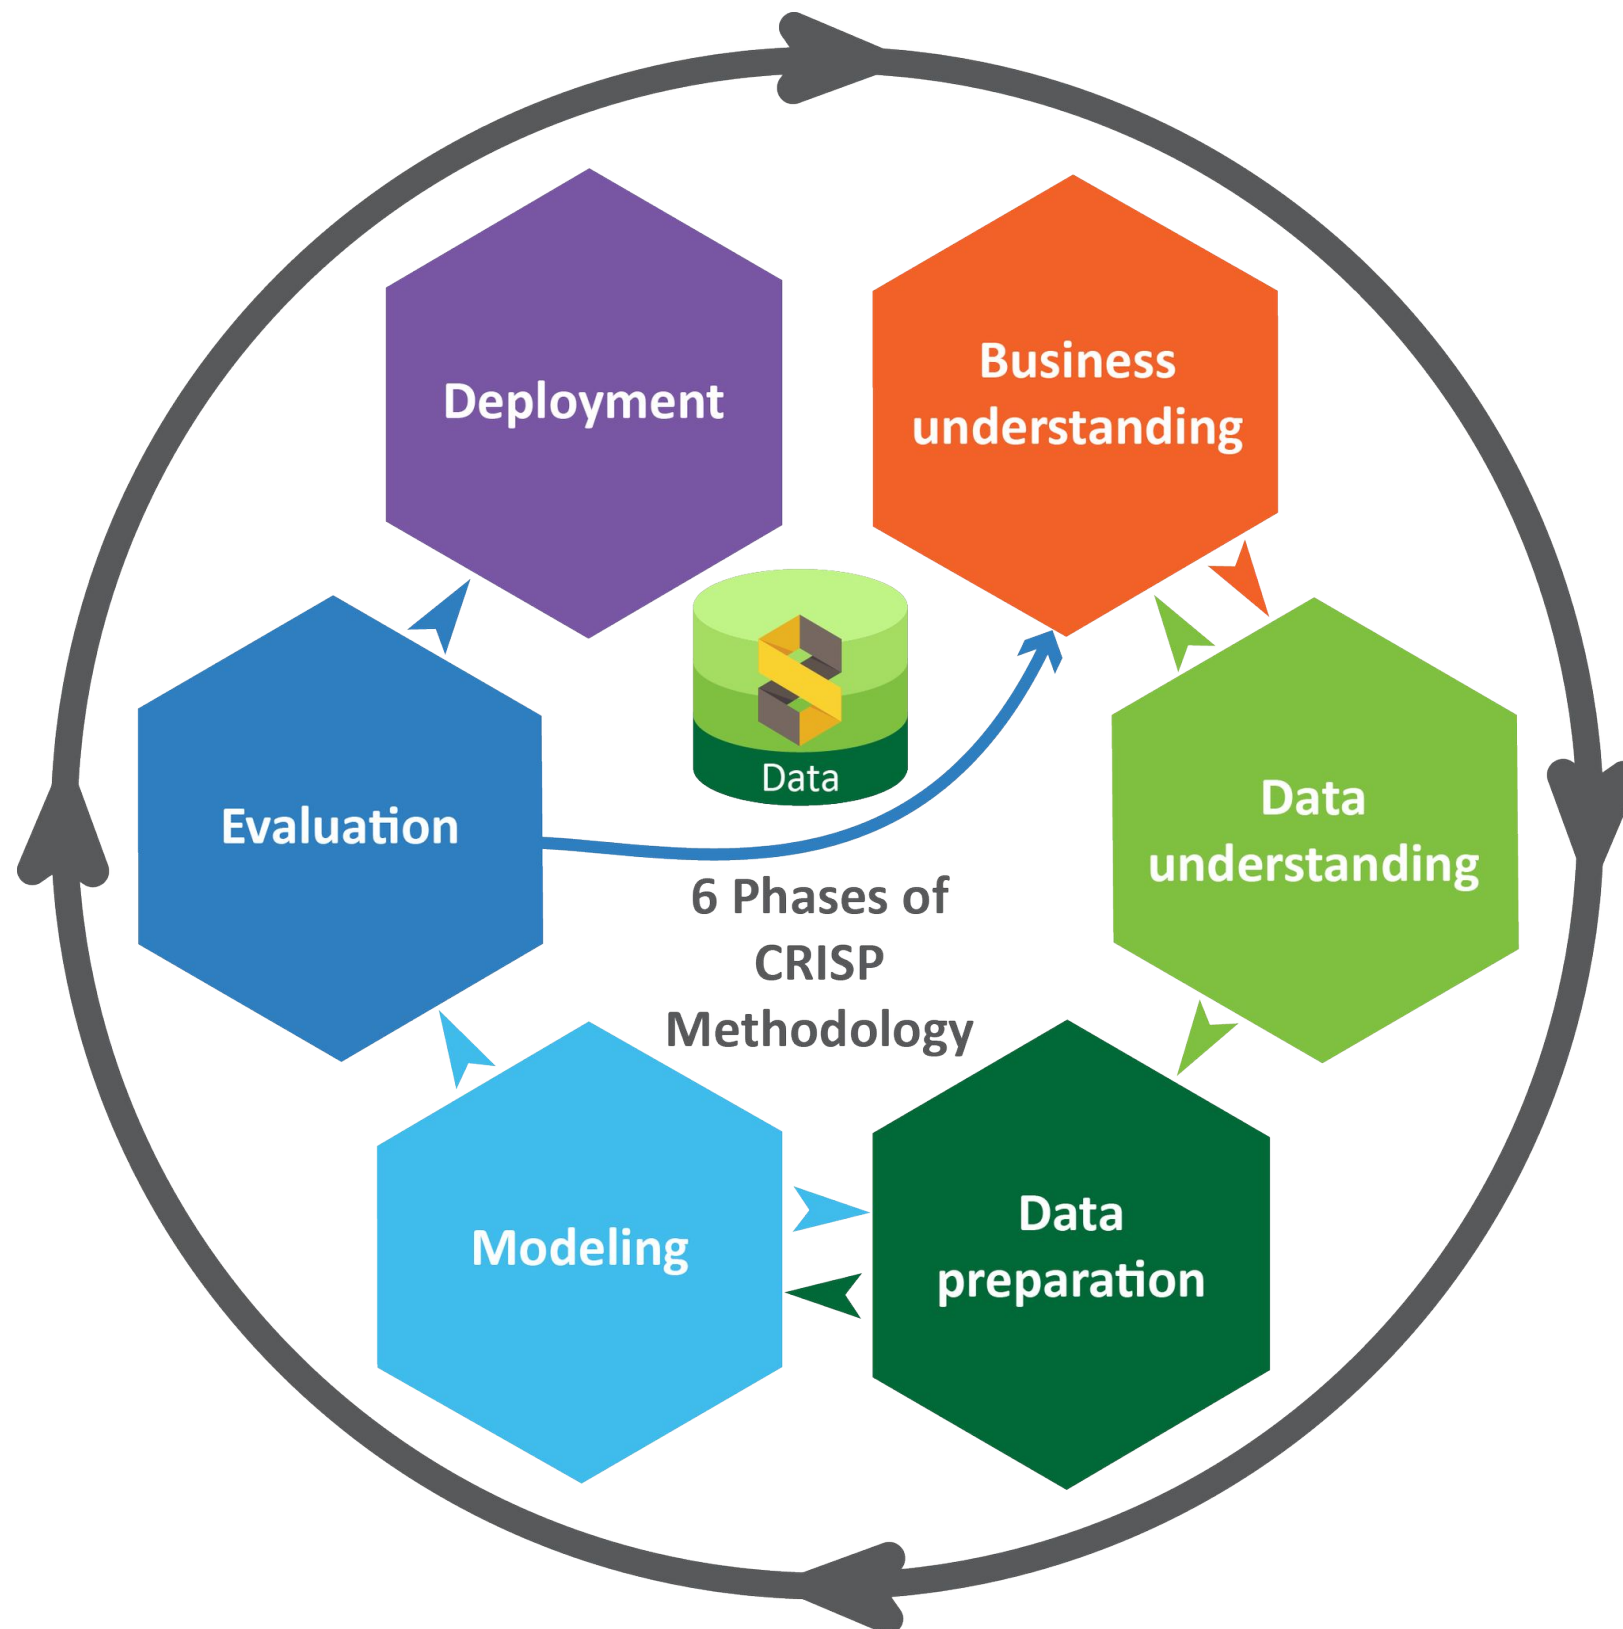 Deployment
Business
understanding
Data
Evaluation
Data
understanding
6 Phases of
CRISP
Methodology
Modeling
Data
preparation